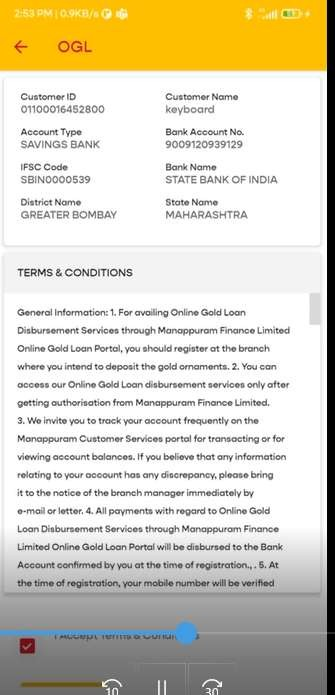 2:53 PM | 0.9KB/s
OGL
Customer ID
01100016452800
Customer Name
keyboard
Account Type
SAVINGS BANK
Bank Account No.
9009120939129
IFSC Code
SBIN0000539
Bank Name
STATE BANK OF INDIA
District Name
GREATER BOMBAY
State Name
MAHARASHTRA
TERMS & CONDITIONS
General Information: 1. For availing Online Gold Loan
Disbursement Services through Manappuram Finance Limited
Online Gold Loan Portal, you should register at the branch
where you intend to deposit the gold ornaments. 2. You can
access our Online Gold Loan disbursement services only after
getting authorisation from Manappuram Finance Limited.
3. We invite you to track your account frequently on the
Manappuram Customer Services portal for transacting or for
viewing account balances. If you believe that any information
relating to your account has any discrepancy, please bring
it to the notice of the branch manager immediately by
e-mail or letter. 4. All payments with regard to Online Gold
Loan Disbursement Services through Manappuram Finance
Limited Online Gold Loan Portal will be disbursed to the Bank
Account confirmed by you at the time of registration., . 5. At
the time of registration, your mobile number will be verified
I Accept Terms & Conditions
10
30